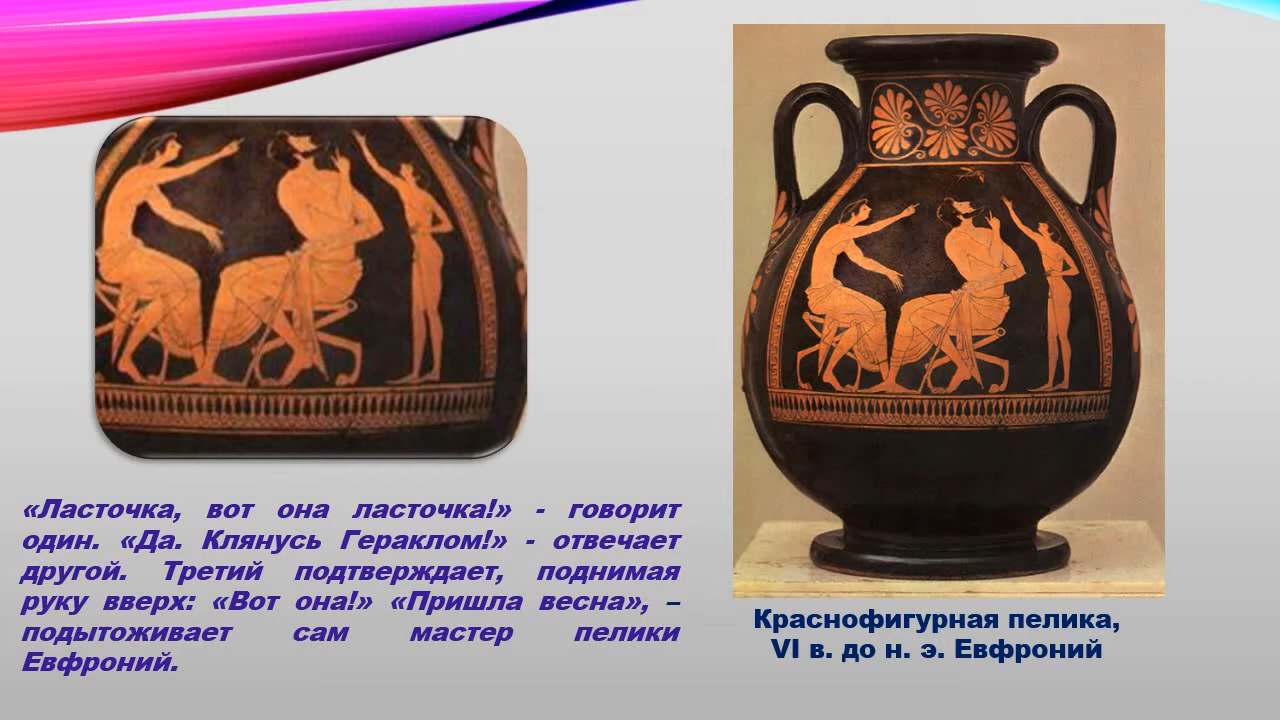 «Ласточка, вот она ласточка!» - говорит
один. «Да. Клянусь Гераклом!» - отвечает
другой. Третий подтверждает, поднимая
руку вверх: «Вот она!» «Пришла весна», –
подытоживает сам мастер пелики
Евфроний.
Краснофигурная пелика,
VI в. до н. э. Евфроний